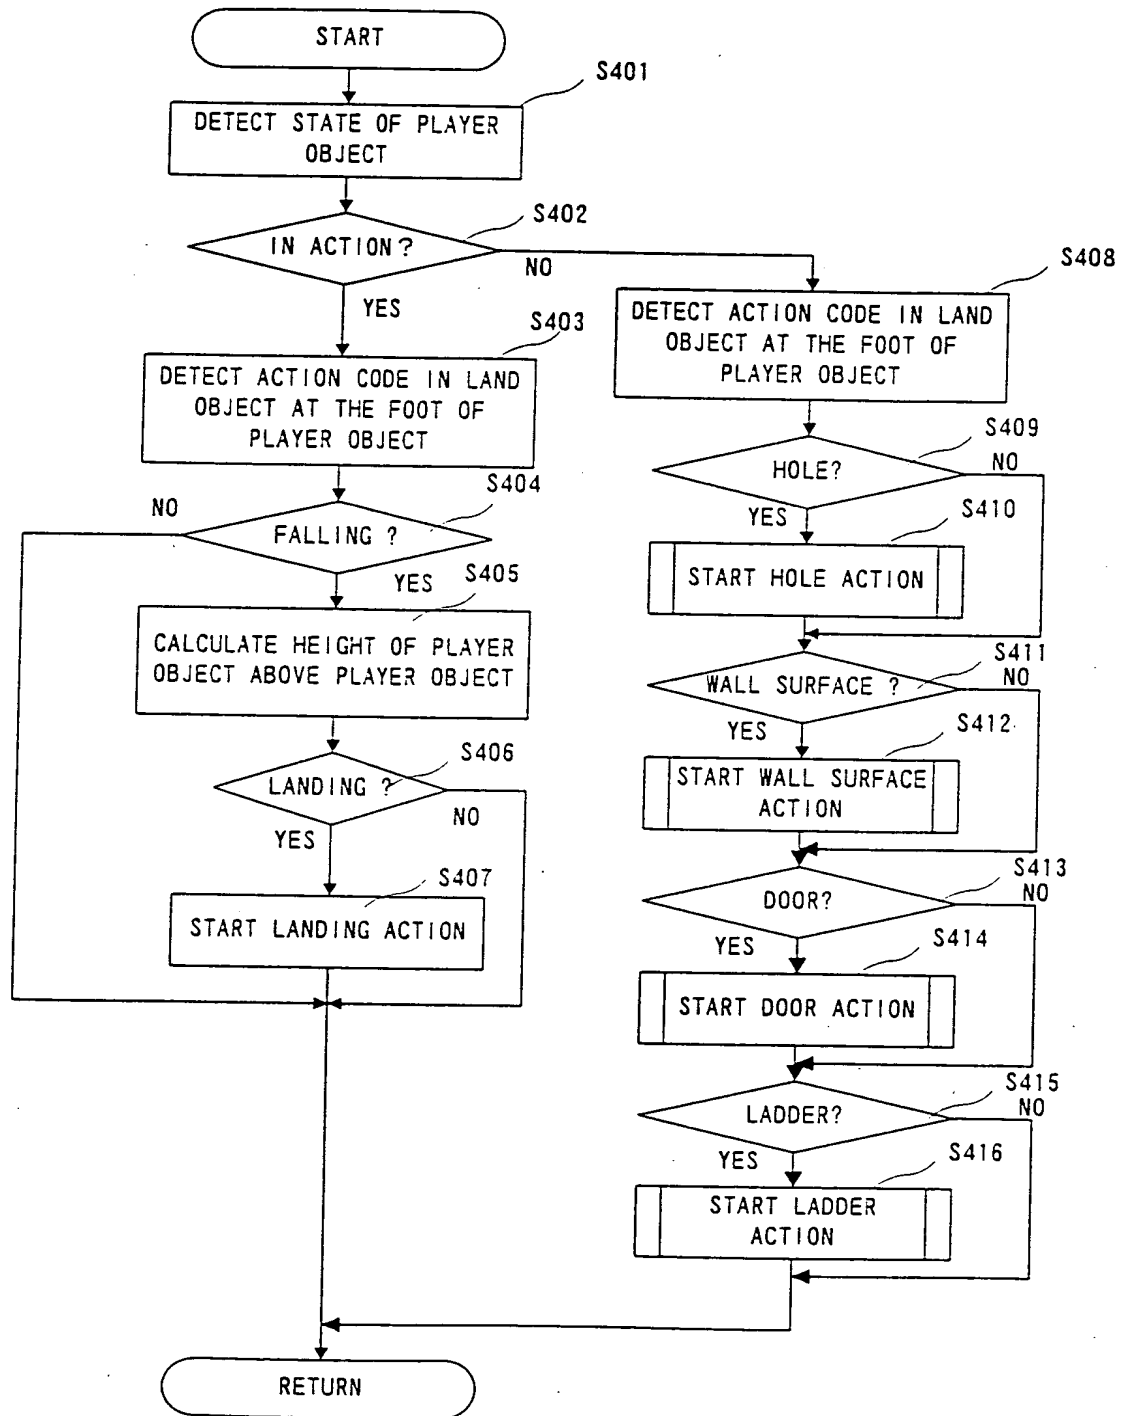 START
S401
DETECT STATE OF PLAYER
OBJECT
S402
IN ACTION?
NO
YES
S403
DETECT ACTION CODE IN LAND
OBJECT AT THE FOOT OF
PLAYER OBJECT
S404
NO
FALLING ?
YES
S405
CALCULATE HEIGHT OF PLAYER
OBJECT ABOVE PLAYER OBJECT
S406
LANDING ?
NO
YES
S407
START LANDING ACTION
S408
DETECT ACTION CODE IN LAND
OBJECT AT THE FOOT OF
PLAYER OBJECT
S409
HOLE?
NO
YES
S410
START HOLE ACTION
S411
WALL SURFACE ?
NO
YES
S412
START WALL SURFACE
ACTION
S413
DOOR?
NO
YES
S414
START DOOR ACTION
S415
LADDER?
NO
YES
S416
START LADDER
ACTION
RETURN